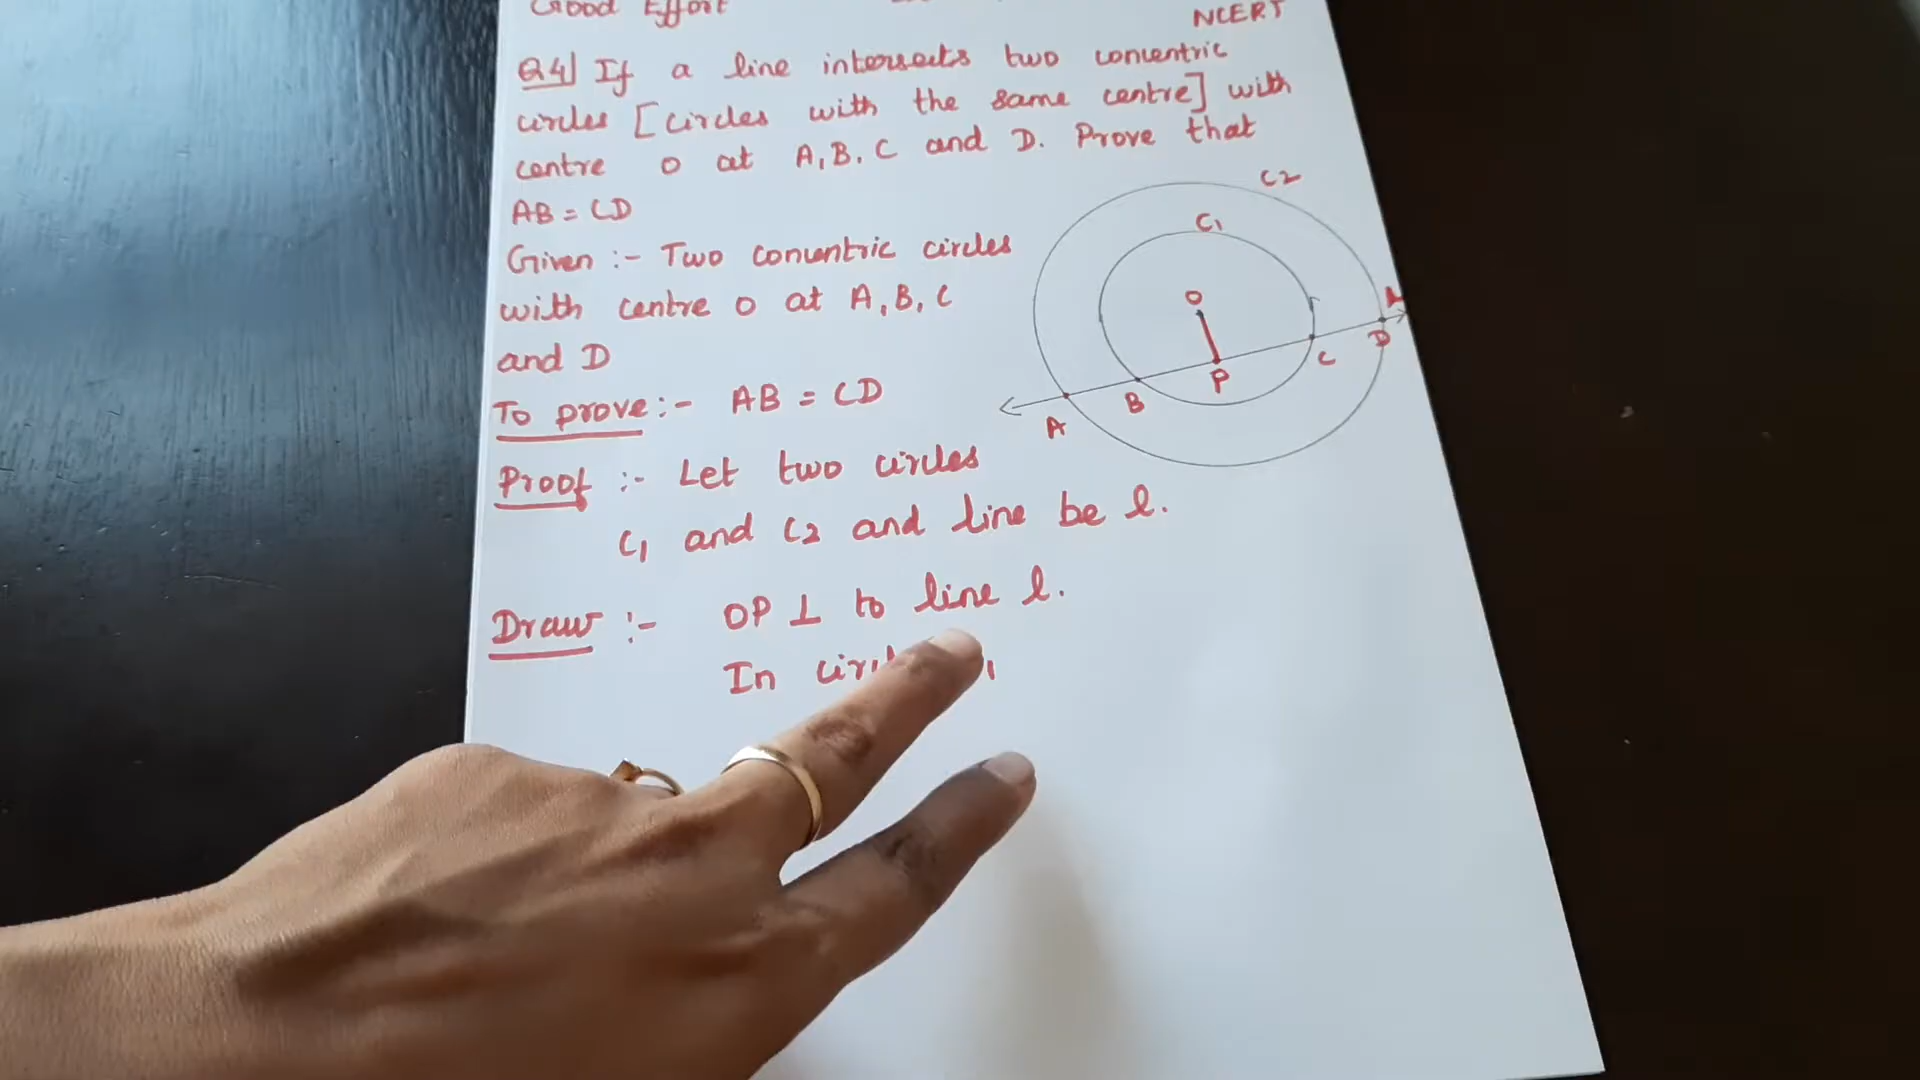 Good Effort
NCERT
Q4] If a line intersects two concentric
circles [circles with the same centre] with
centre O at A, B, C and D. Prove that
AB = CD
Given :- Two concentric circles
with centre O at A, B, C
and D
To prove :- AB = CD
Proof :- Let two circles
C1 and C2 and line be l.
Draw :- OP ⊥ to line l.
In
C2
C1
O
P
A
B
C
D